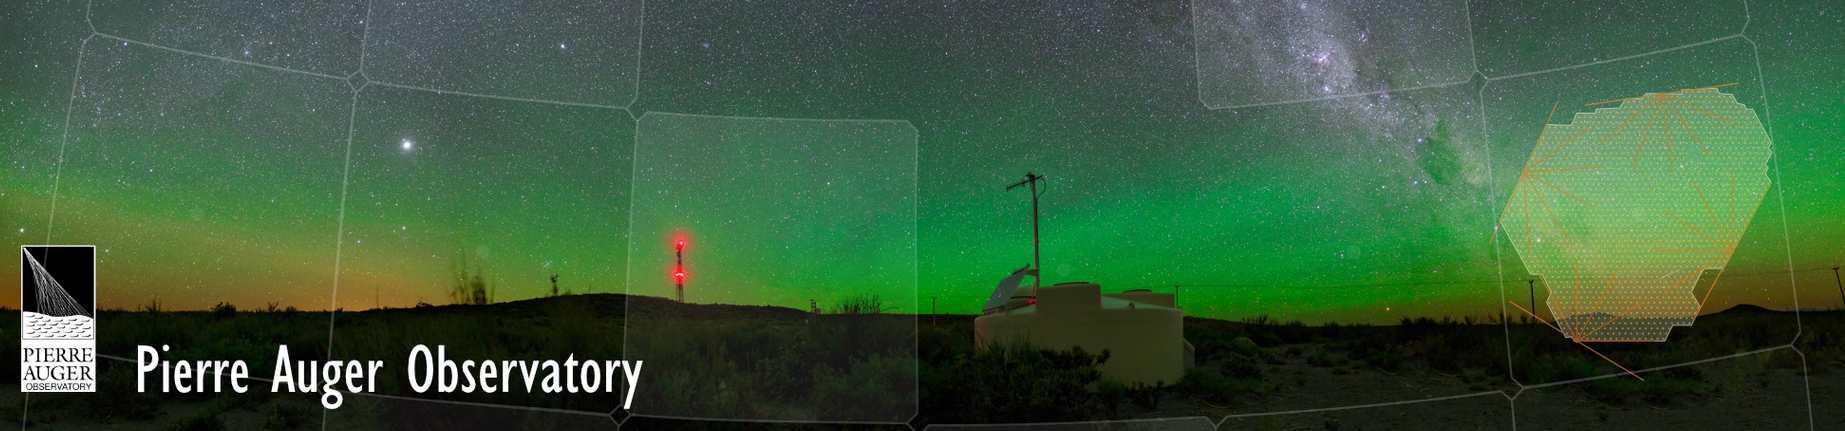 PIERRE
AUGER
OBSERVATORY
Pierre Auger Observatory